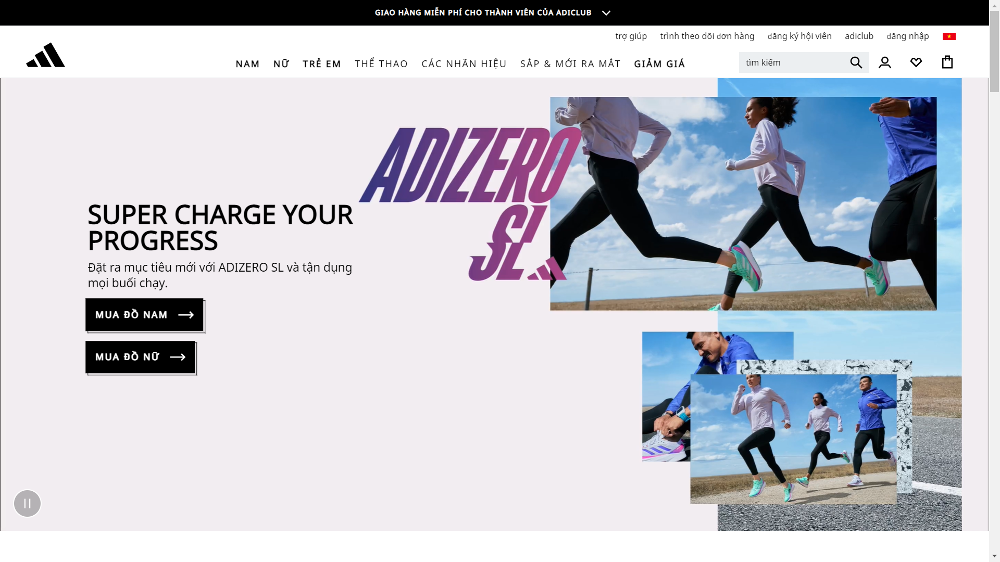 GIAO HÀNG MIỄN PHÍ CHO THÀNH VIÊN CỦA ADICLUB
trợ giúp
trình theo dõi đơn hàng
đăng ký hội viên
adiclub
đăng nhập
NAM
NỮ
TRẺ EM
THỂ THAO
CÁC NHÃN HIỆU
SẮP & MỚI RA MẮT
GIẢM GIÁ
tìm kiếm
ADIZERO
SL
SUPER CHARGE YOUR
PROGRESS
Đặt ra mục tiêu mới với ADIZERO SL và tận dụng
mọi buổi chạy.
MUA ĐỒ NAM
MUA ĐỒ NỮ